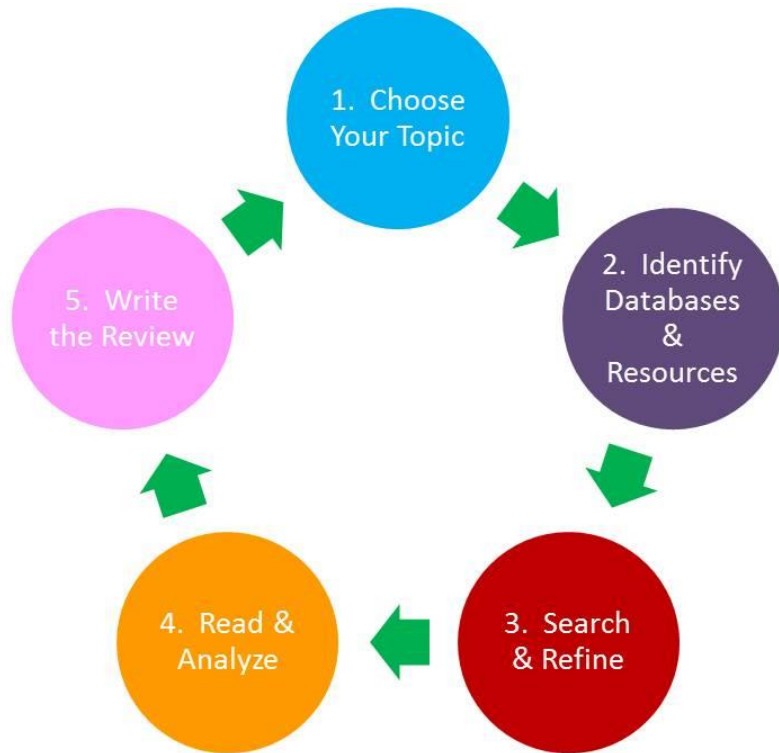 1. Choose
Your Topic
2. Identify
Databases
&
Resources
3. Search
& Refine
4. Read &
Analyze
5. Write
the Review